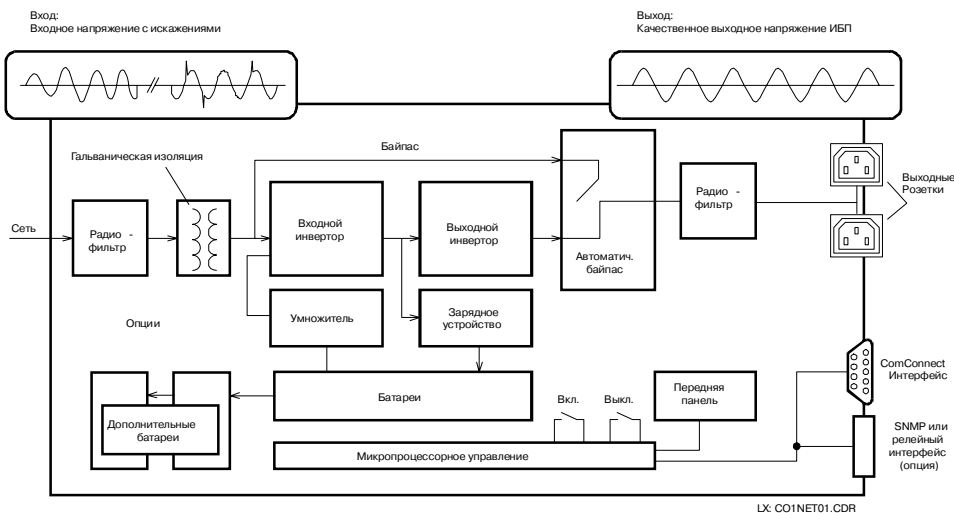 Вход:
Входное напряжение с искажениями
Выход:
Качественное выходное напряжение ИБП
Гальваническая изоляция
Байпас
Выходные
Розетки
Сеть
Радио -
фильтр
Входной
инвертор
Выходной
инвертор
Автоматич.
байпас
Радио -
фильтр
Опции
Умножитель
Зарядное
устройство
ComConnect
Интерфейс
Дополнительные
батареи
Батареи
Вкл.
Выкл.
Передняя
панель
Микропроцессорное управление
SNMP или
релейный
интерфейс
(опция)
LX: CO1NET01.CDR